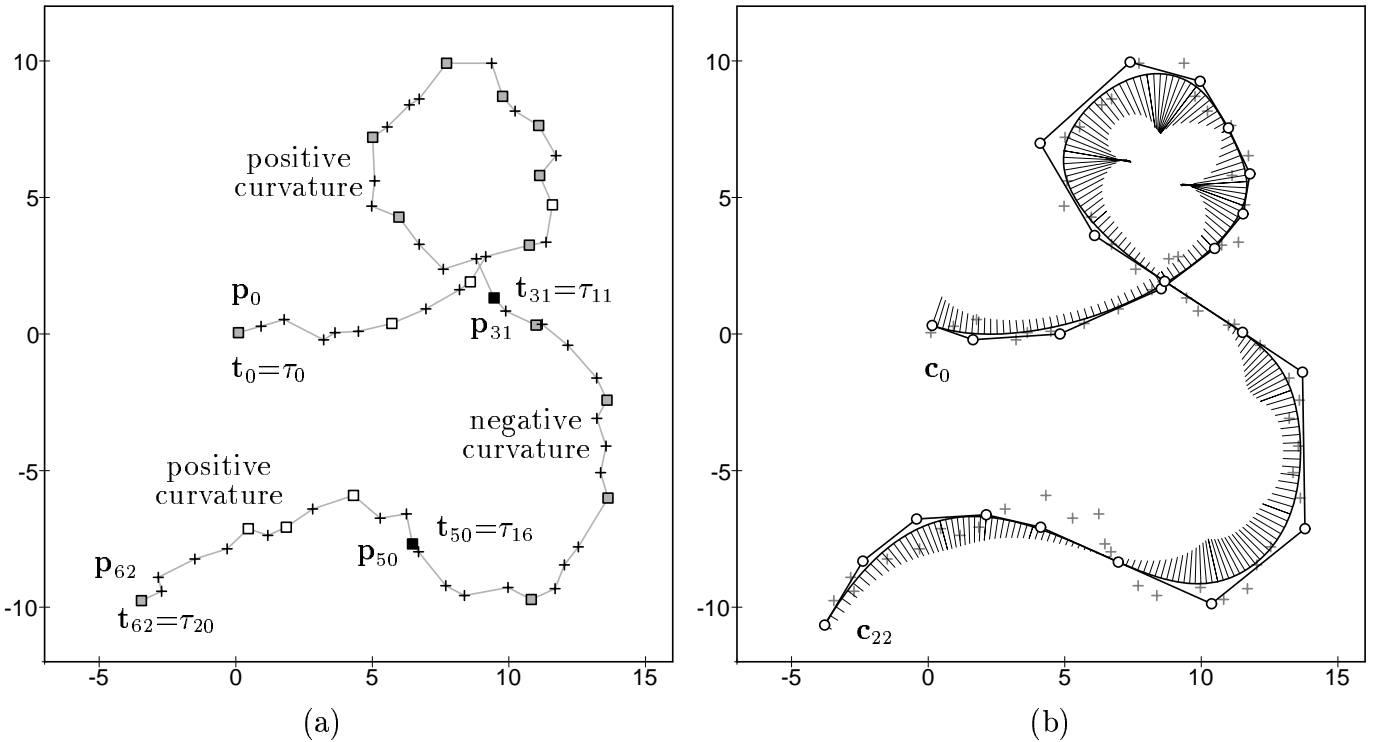 10
5
0
-5
-10
-5 0 5 10 15
positive
curvature
p₀
t₀=τ₀
t₃₁=τ₁₁
p₃₁
negative
curvature
positive
curvature
t₅₀=τ₁₆
p₅₀
p₆₂
t₆₂=τ₂₀
(a)
10
5
0
-5
-10
-5 0 5 10 15
c₀
c₂₂
(b)